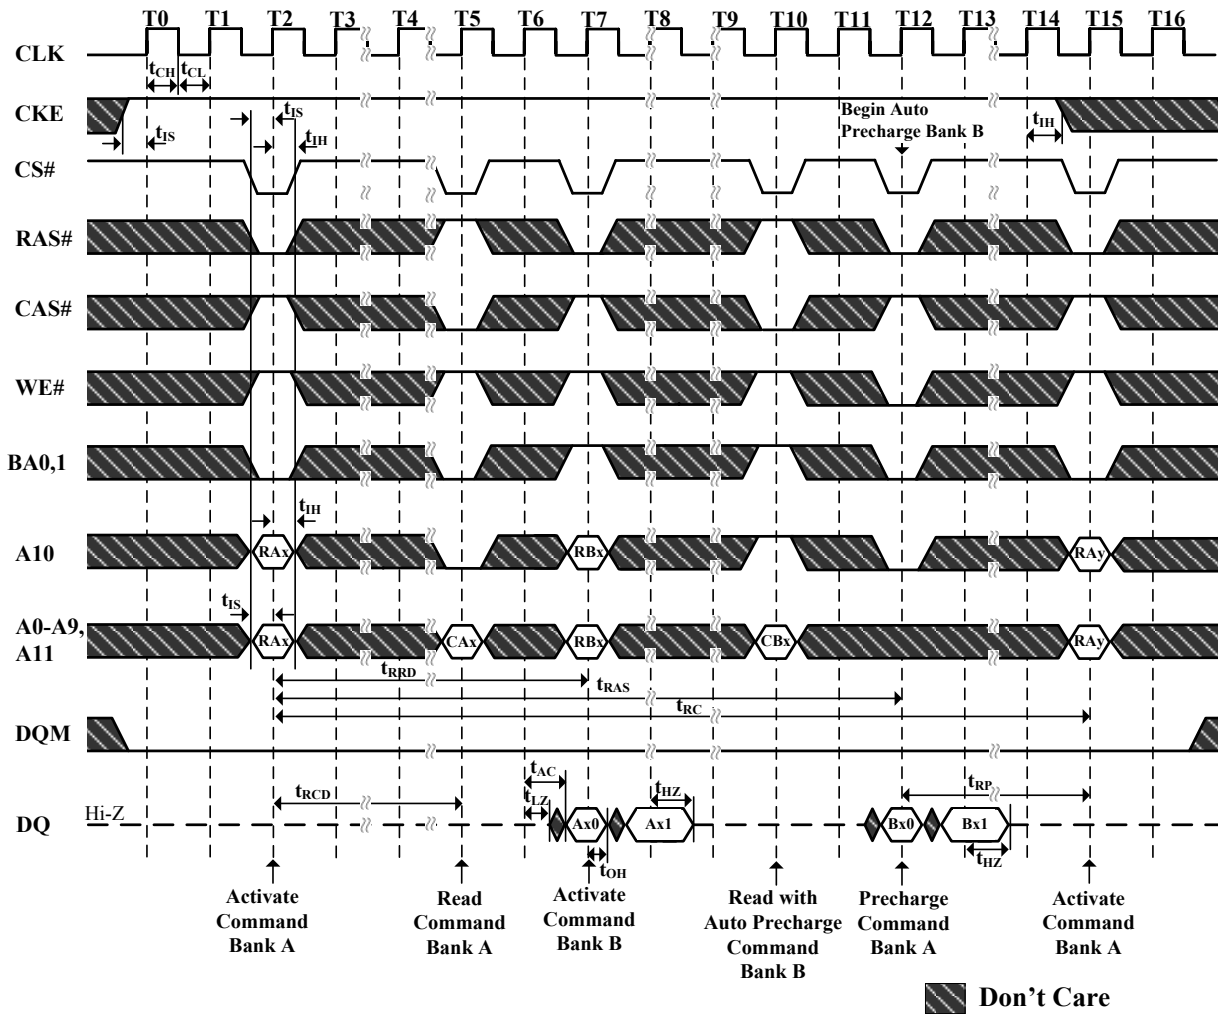 T0 T1 T2 T3 T4 T5 T6 T7 T8 T9 T10 T11 T12 T13 T14 T15 T16
CLK
tCH tCL
CKE
tIS
tIS
tIH
Begin Auto
Precharge Bank B
tIH
CS#
RAS#
CAS#
WE#
BA0,1
tIH
A10
RAx RBx RAy
tIS
A0-A9,
A11
RAx CAx RBx CBx RAy
tRRD
tRAS
tRC
DQM
tAC
tRCD
tLZ
tHZ
tRP
Hi-Z
DQ
Ax0 Ax1 Bx0 Bx1
tOH
tHZ
Activate
Command
Bank A
Read
Command
Bank A
Activate
Command
Bank B
Read with
Auto Precharge
Command
Bank B
Precharge
Command
Bank A
Activate
Command
Bank A
Don't Care